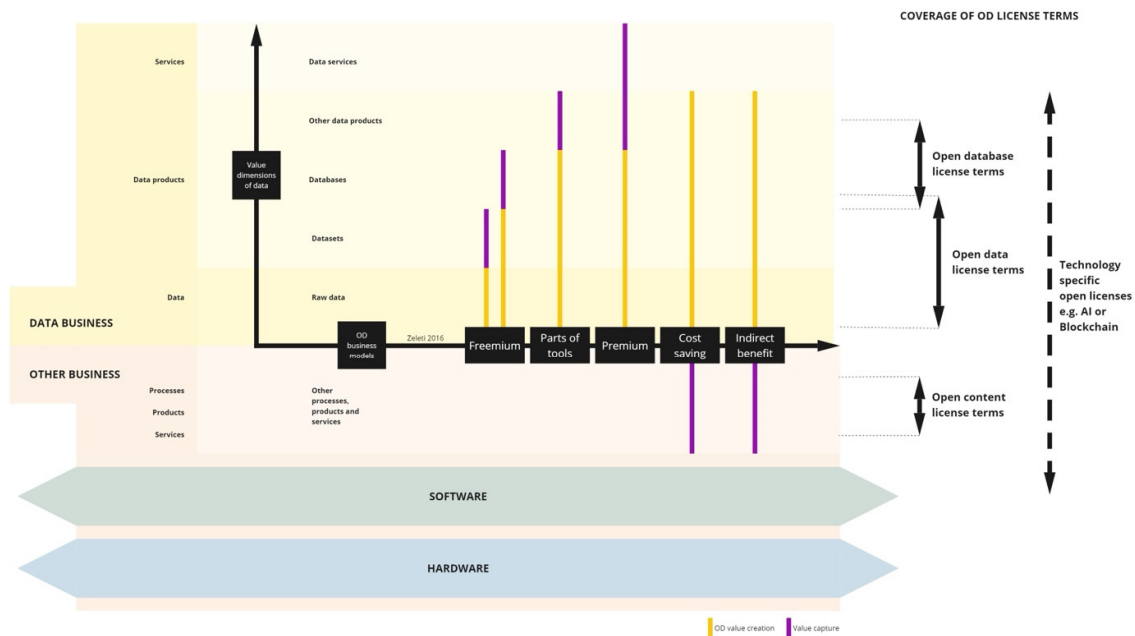 COVERAGE OF OD LICENSE TERMS
Services
Data services
Other data products
Value
dimensions
of data
Data products
Databases
Open database
license terms
Datasets
Open data
license terms
Technology
specific
open licenses
e.g. AI or
Blockchain
Data
Raw data
DATA BUSINESS
OD
business
models
Zeleti 2016
Freemium
Parts of
tools
Premium
Cost
saving
Indirect
benefit
OTHER BUSINESS
Processes
Products
Services
Other
processes,
products and
services
Open content
license terms
SOFTWARE
HARDWARE
OD value creation
Value capture